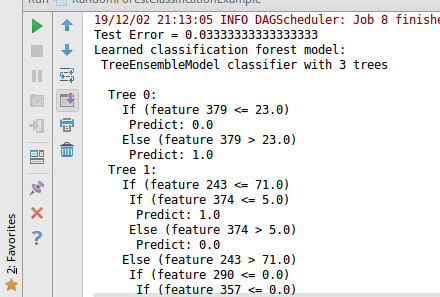 RandomForestClassificationExample
19/12/02 21:13:05 INFO DAGScheduler: Job 8 finishe
Test Error = 0.03333333333333333
Learned classification forest model:
TreeEnsembleModel classifier with 3 trees
Tree 0:
If (feature 379 <= 23.0)
Predict: 0.0
Else (feature 379 > 23.0)
Predict: 1.0
Tree 1:
If (feature 243 <= 71.0)
If (feature 374 <= 5.0)
Predict: 1.0
Else (feature 374 > 5.0)
Predict: 0.0
Else (feature 243 > 71.0)
If (feature 290 <= 0.0)
If (feature 357 <= 0.0)
2: Favorites